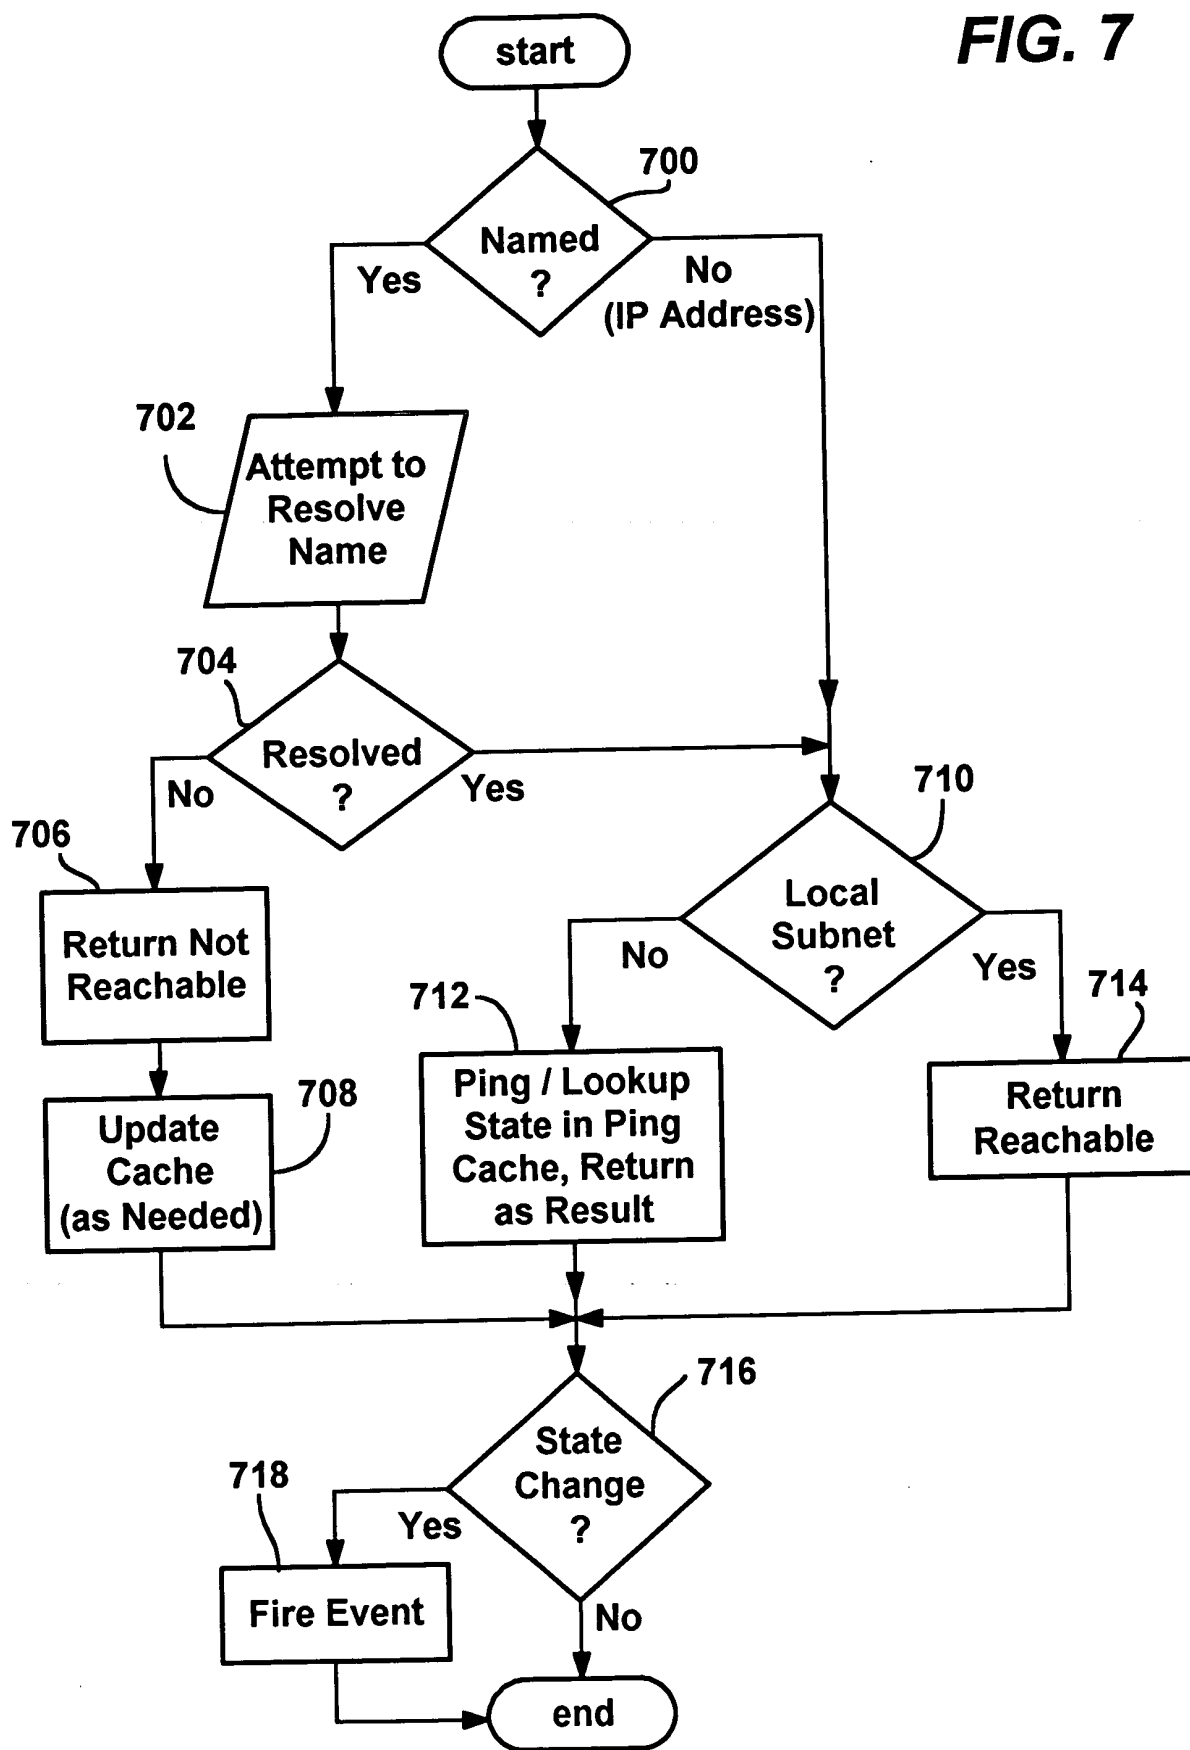 FIG. 7
start
700
Named
?
Yes
No
(IP Address)
702
Attempt to
Resolve
Name
704
Resolved
?
No
Yes
706
Return Not
Reachable
708
Update
Cache
(as Needed)
710
Local
Subnet
?
No
Yes
712
Ping / Lookup
State in Ping
Cache, Return
as Result
714
Return
Reachable
716
State
Change
?
718
Yes
Fire Event
No
end